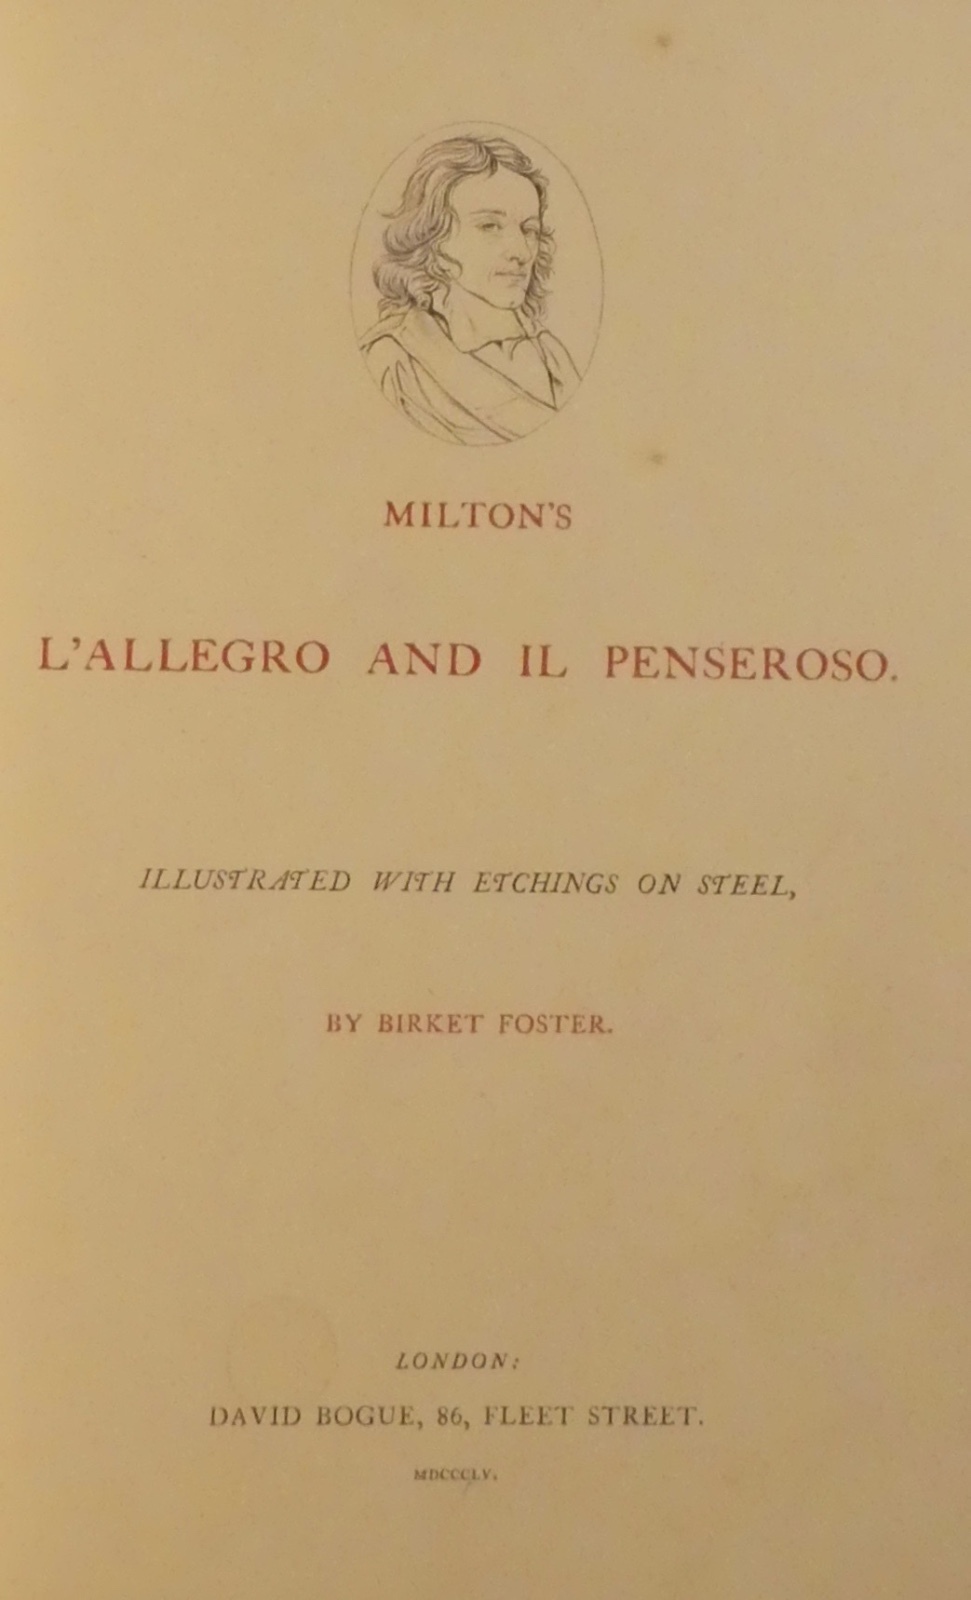 MILTON'S
L'ALLEGRO AND IL PENSEROSO.
ILLUSTRATED WITH ETCHINGS ON STEEL,
BY BIRKET FOSTER.
LONDON:
DAVID BOGUE, 86, FLEET STREET.
MDCCCLV.